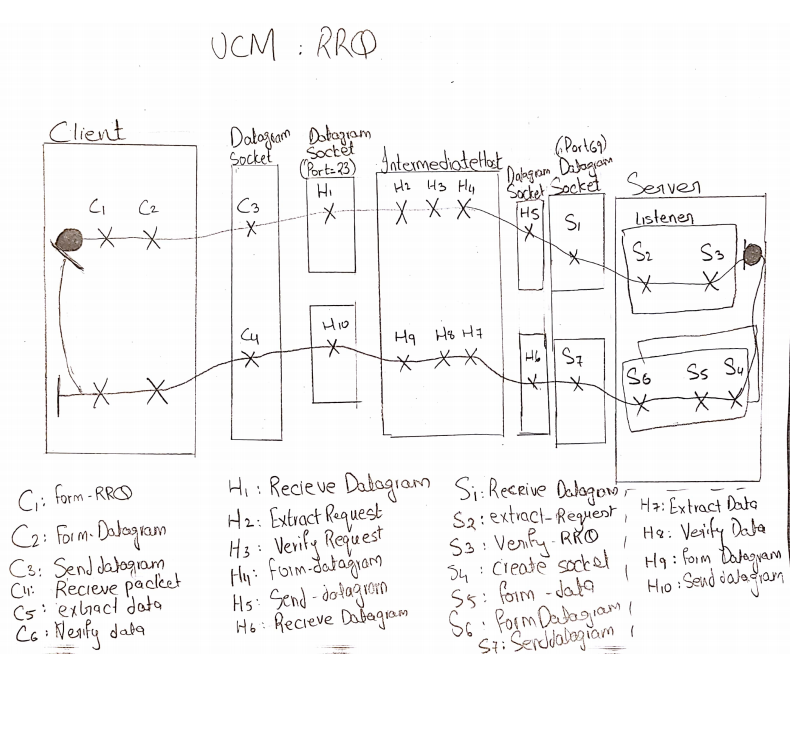 UCM : RRQ
Client
Datagram
Socket
Datagram
Socket
(Port=23)
IntermediateHost
Datagram
Socket
(Port69)
Datagram
Socket
Server
Listener
C1
C2
C3
H1
H2
H3
H4
H5
S1
S2
S3
C4
H10
H9
H8
H7
H6
S7
S6
S5
S4
C1: form-RRQ
C2: Form-Datagram
C3: Send datagram
C4: Recieve packet
C5: extract data
C6: Verify data
H1: Recieve Datagram
H2: Extract Request
H3: Verify Request
H4: form-datagram
H5: Send-datagram
H6: Recieve Datagram
S1: Receive Datagram
S2: extract-Request
S3: Verify-RRQ
S4: Create socket
S5: form-data
S6: Form Datagram
S7: Senddatagram
H7: Extract Data
H8: Verify Data
H9: Form Datagram
H10: Send datagram